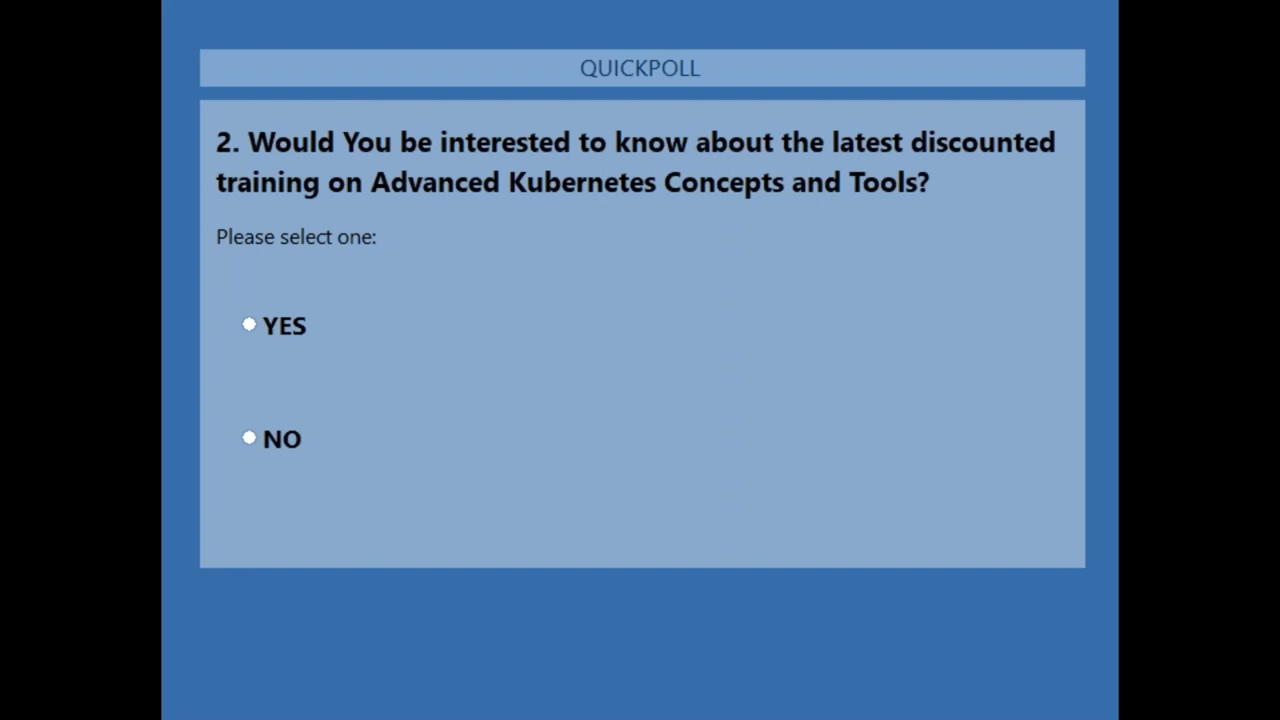 QUICKPOLL
2. Would You be interested to know about the latest discounted
training on Advanced Kubernetes Concepts and Tools?
Please select one:
YES
NO